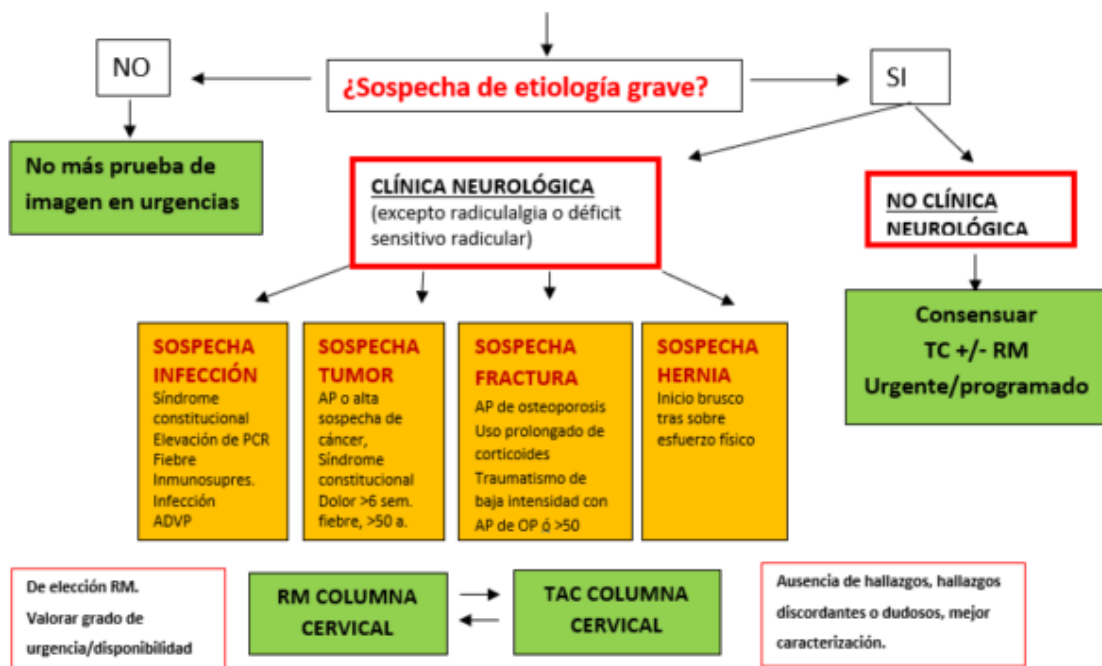 NO
¿Sospecha de etiología grave?
SI
No más prueba de
imagen en urgencias
CLÍNICA NEUROLÓGICA
(excepto radiculalgia o déficit
sensitivo radicular)
NO CLÍNICA
NEUROLÓGICA
SOSPECHA
INFECCIÓN
Síndrome
constitucional
Elevación de PCR
Fiebre
Inmunosupres.
Infección
ADVP
SOSPECHA
TUMOR
AP o alta
sospecha de
cáncer,
Síndrome
constitucional
Dolor >6 sem.
fiebre, >50 a.
SOSPECHA
FRACTURA
AP de osteoporosis
Uso prolongado de
corticoides
Traumatismo de
baja intensidad con
AP de OP ó >50
SOSPECHA
HERNIA
Inicio brusco
tras sobre
esfuerzo físico
Consensuar
TC +/- RM
Urgente/programado
De elección RM.
Valorar grado de
urgencia/disponibilidad
RM COLUMNA
CERVICAL
TAC COLUMNA
CERVICAL
Ausencia de hallazgos, hallazgos
discordantes o dudosos, mejor
caracterización.